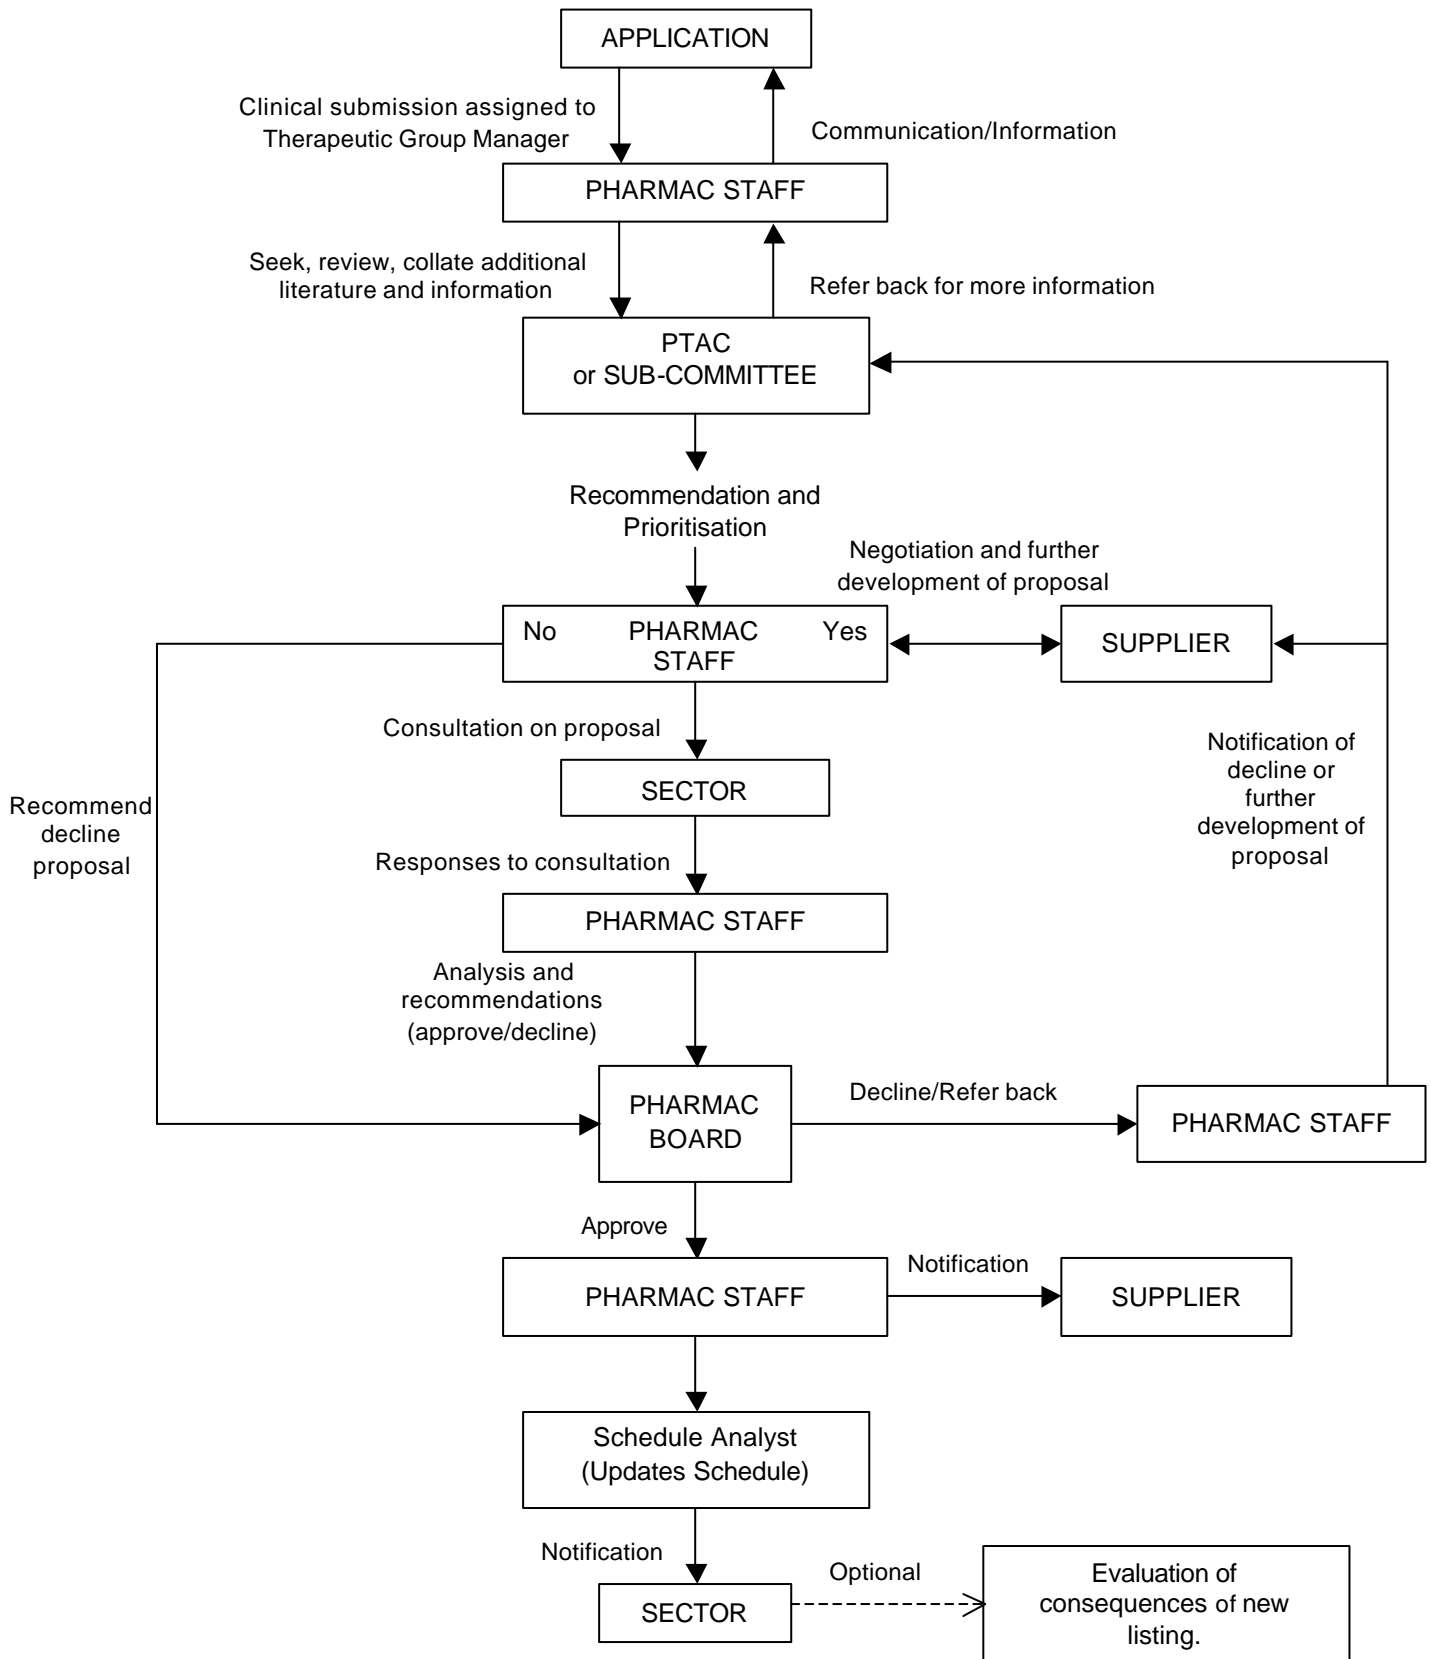 APPLICATION
Clinical submission assigned to
Therapeutic Group Manager
Communication/Information
PHARMAC STAFF
Seek, review, collate additional
literature and information
Refer back for more information
PTAC
or SUB-COMMITTEE
Recommendation and
Prioritisation
Negotiation and further
development of proposal
No PHARMAC Yes
STAFF
SUPPLIER
Consultation on proposal
Notification of
decline or
further
development of
proposal
SECTOR
Recommend
decline
proposal
Responses to consultation
PHARMAC STAFF
Analysis and
recommendations
(approve/decline)
PHARMAC
BOARD
Decline/Refer back
PHARMAC STAFF
Approve
PHARMAC STAFF
Notification
SUPPLIER
Schedule Analyst
(Updates Schedule)
Notification
SECTOR
Optional
Evaluation of
consequences of new
listing.